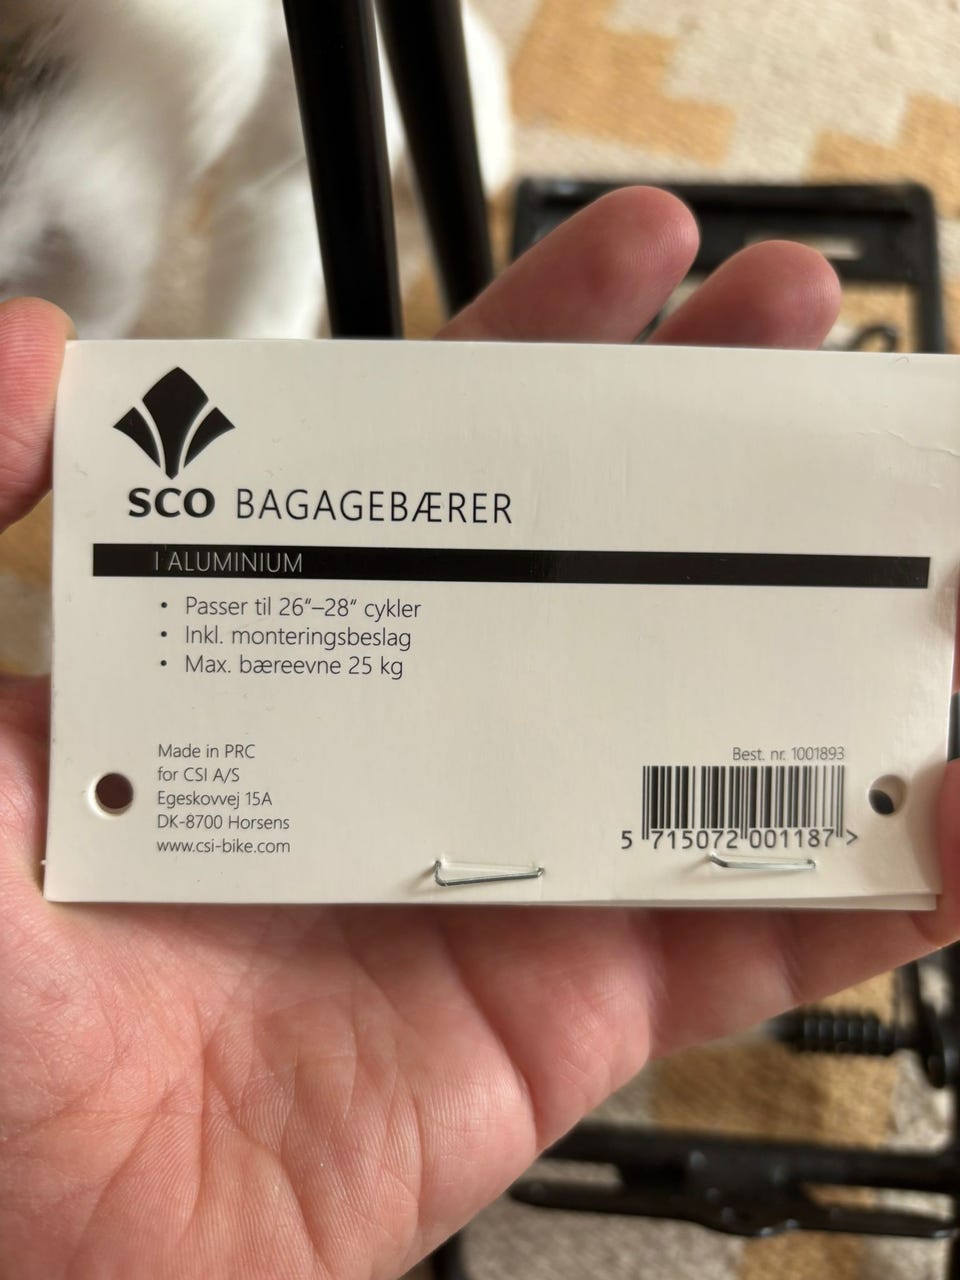 SCO BAGAGEBÆRER
I ALUMINIUM
• Passer til 26“–28“ cykler
• Inkl. monteringsbeslag
• Max. bæreevne 25 kg
Made in PRC
for CSI A/S
Egeskovvej 15A
DK-8700 Horsens
www.csi-bike.com
Best. nr. 1001893
5 715072 001187 >